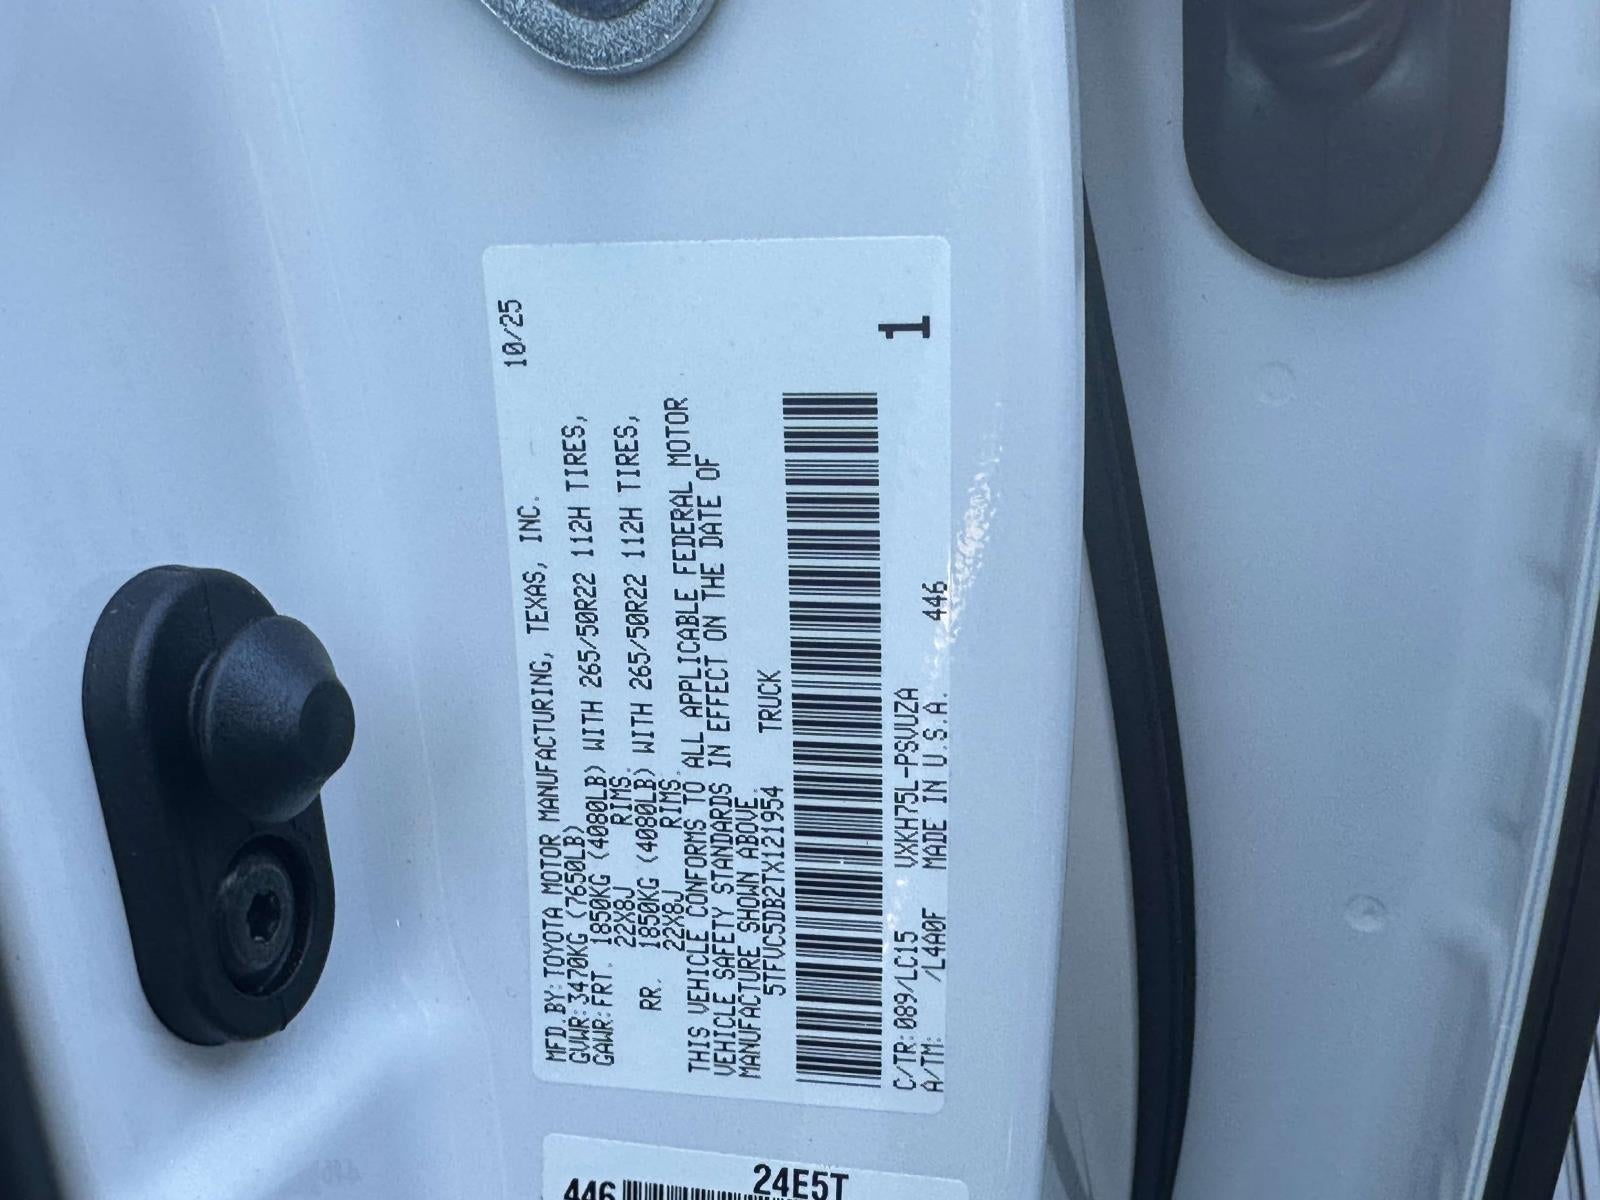 MFD.BY:TOYOTA MOTOR MANUFACTURING, TEXAS, INC. 10/25
GVWR:3470KG (7650LB)
GAWR:FRT. 1850KG (4080LB) WITH 265/50R22 112H TIRES,
22X8J RIMS.
RR. 1850KG (4080LB) WITH 265/50R22 112H TIRES,
22X8J RIMS.
THIS VEHICLE CONFORMS TO ALL APPLICABLE FEDERAL MOTOR
VEHICLE SAFETY STANDARDS IN EFFECT ON THE DATE OF
MANUFACTURE SHOWN ABOVE.
5TFVC5DB2TX121954 TRUCK
1
C/TR:089/LC15 VXKH75L-PSVUZA
A/TM: /L4A0F MADE IN U.S.A. 446
24E5T
446